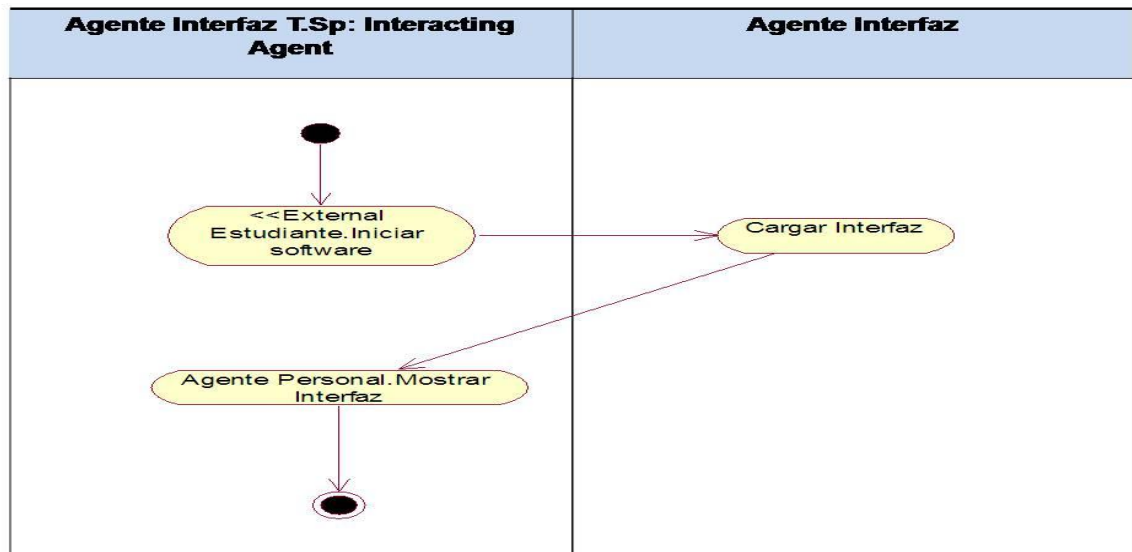 Agente Interfaz T.Sp: Interacting
Agent
Agente Interfaz
<<External
Estudiante.Iniciar
software
Cargar Interfaz
Agente Personal.Mostrar
Interfaz